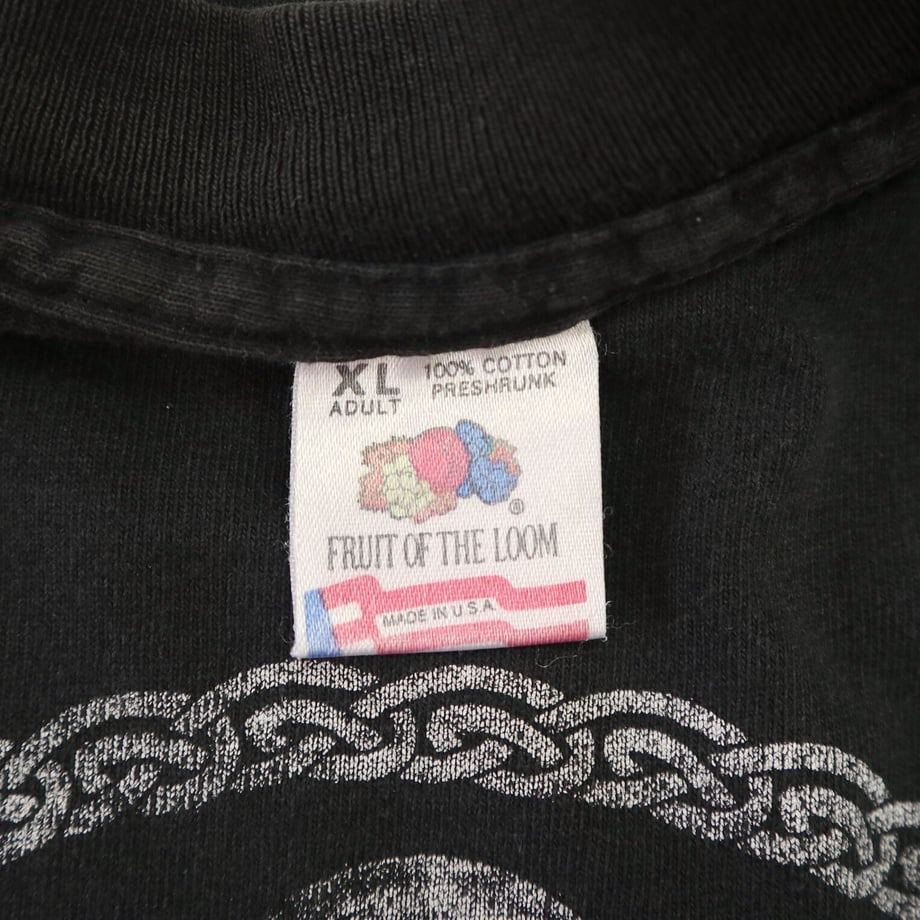 XL 100% COTTON
ADULT PRESHRUNK
®
FRUIT OF THE LOOM
MADE IN U.S.A.